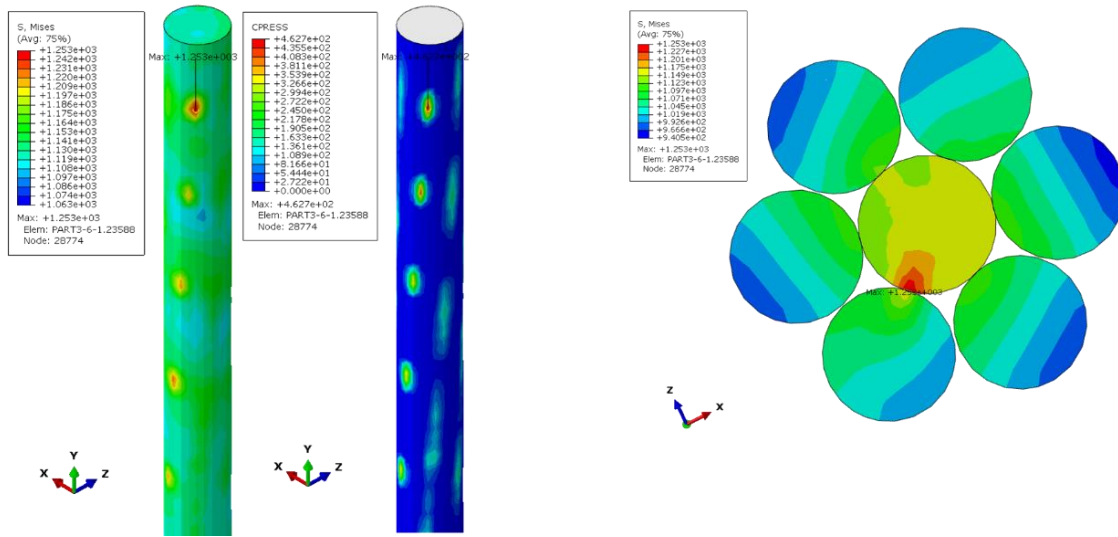 S, Mises
(Avg: 75%)
+1.253e+03
+1.242e+03
+1.231e+03
+1.220e+03
+1.209e+03
+1.197e+03
+1.186e+03
+1.175e+03
+1.164e+03
+1.153e+03
+1.141e+03
+1.130e+03
+1.119e+03
+1.108e+03
+1.097e+03
+1.086e+03
+1.074e+03
+1.063e+03
Max: +1.253e+03
Elem: PART3-6-1.23588
Node: 28774
Max: +1.253e+003
X
Y
Z
CPRESS
+4.627e+02
+4.355e+02
+4.083e+02
+3.811e+02
+3.539e+02
+3.266e+02
+2.994e+02
+2.722e+02
+2.450e+02
+2.178e+02
+1.905e+02
+1.633e+02
+1.361e+02
+1.089e+02
+8.166e+01
+5.444e+01
+2.722e+01
+0.000e+00
Max: +4.627e+02
Elem: PART3-6-1.23588
Node: 28774
Max:
X
Y
Z
S, Mises
(Avg: 75%)
+1.253e+03
+1.227e+03
+1.201e+03
+1.175e+03
+1.149e+03
+1.123e+03
+1.097e+03
+1.071e+03
+1.045e+03
+1.019e+03
+9.926e+02
+9.666e+02
+9.405e+02
Max: +1.253e+03
Elem: PART3-6-1.23588
Node: 28774
Max: +1.253e+003
Z
X